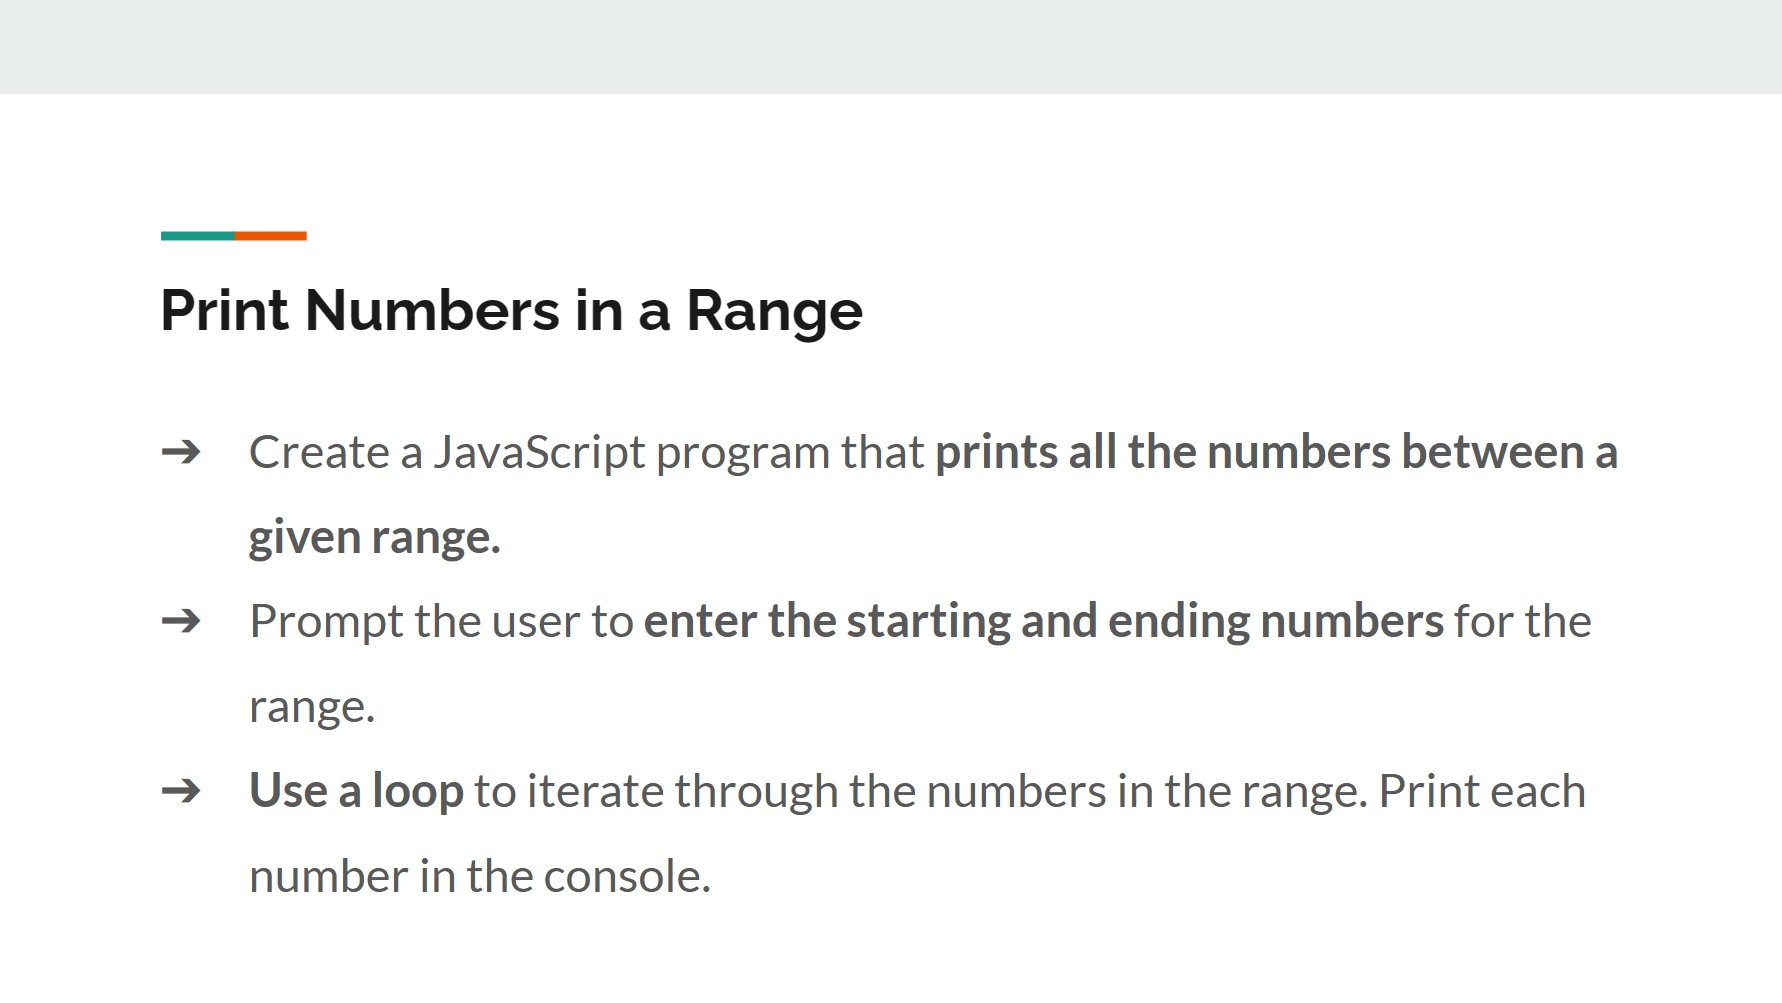 Print Numbers in a Range
➔ Create a JavaScript program that prints all the numbers between a
given range.
➔ Prompt the user to enter the starting and ending numbers for the
range.
➔ Use a loop to iterate through the numbers in the range. Print each
number in the console.